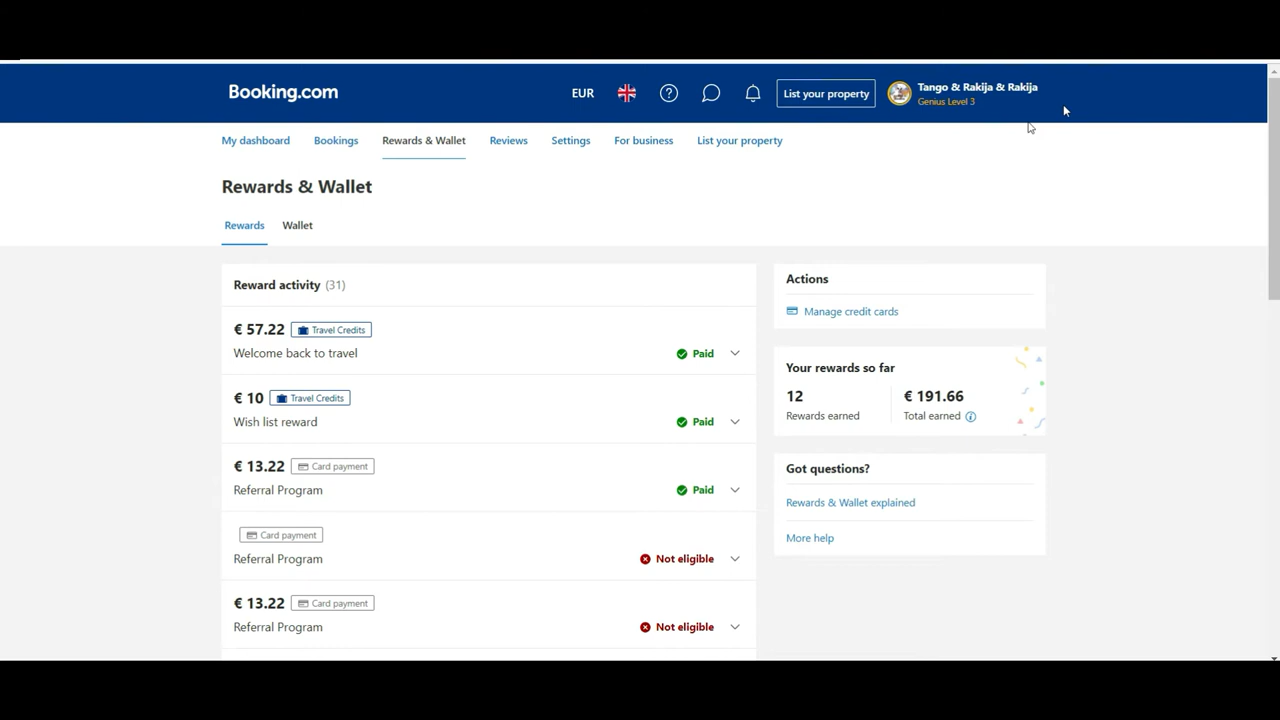 Booking.com
EUR
List your property
Tango & Rakija & Rakija
Genius Level 3
My dashboard
Bookings
Rewards & Wallet
Reviews
Settings
For business
List your property
Rewards & Wallet
Rewards
Wallet
Reward activity (31)
€ 57.22 Travel Credits
Welcome back to travel
Paid
€ 10 Travel Credits
Wish list reward
Paid
€ 13.22 Card payment
Referral Program
Paid
Card payment
Referral Program
Not eligible
€ 13.22 Card payment
Referral Program
Not eligible
Actions
Manage credit cards
Your rewards so far
12
Rewards earned
€ 191.66
Total earned
Got questions?
Rewards & Wallet explained
More help